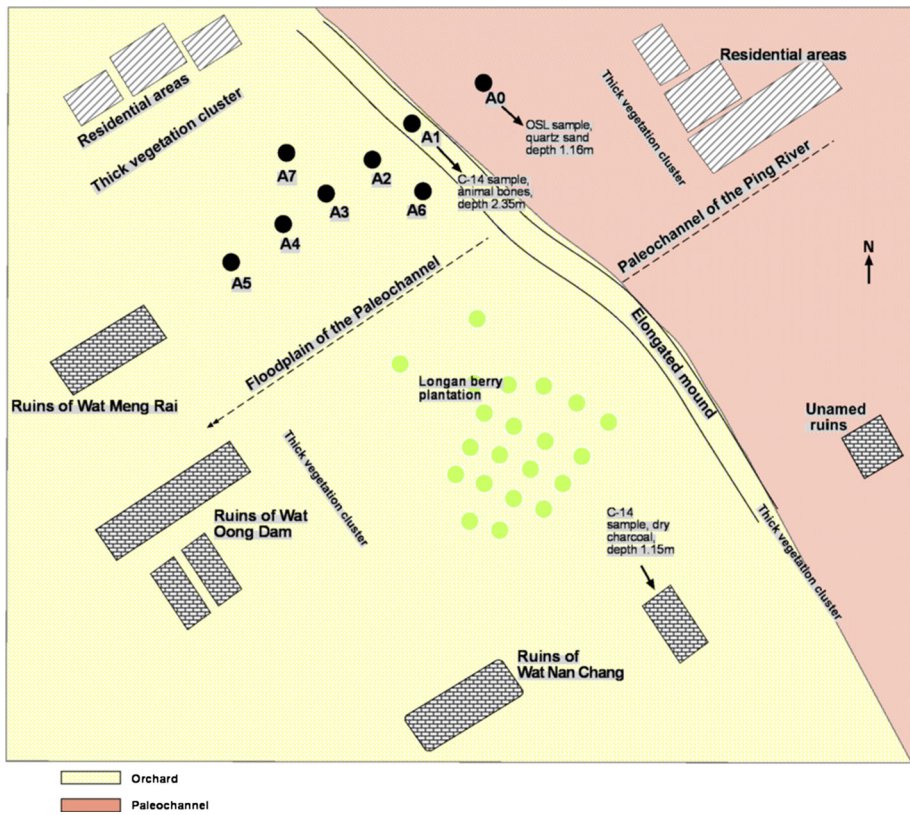 Residential areas
Thick vegetation cluster
A0
OSL sample,
quartz sand
depth 1.16m
Residential areas
Thick vegetation cluster
A1
C-14 sample,
animal bones,
depth 2.35m
A7
A2
A3
A6
A4
A5
Paleochannel of the Ping River
N
Floodplain of the Paleochannel
Elongated mound
Ruins of Wat Meng Rai
Longan berry
plantation
Unamed
ruins
Thick vegetation cluster
Ruins of Wat
Oong Dam
C-14
sample, dry
charcoal,
depth 1.15m
Thick vegetation cluster
Ruins of
Wat Nan Chang
Orchard
Paleochannel